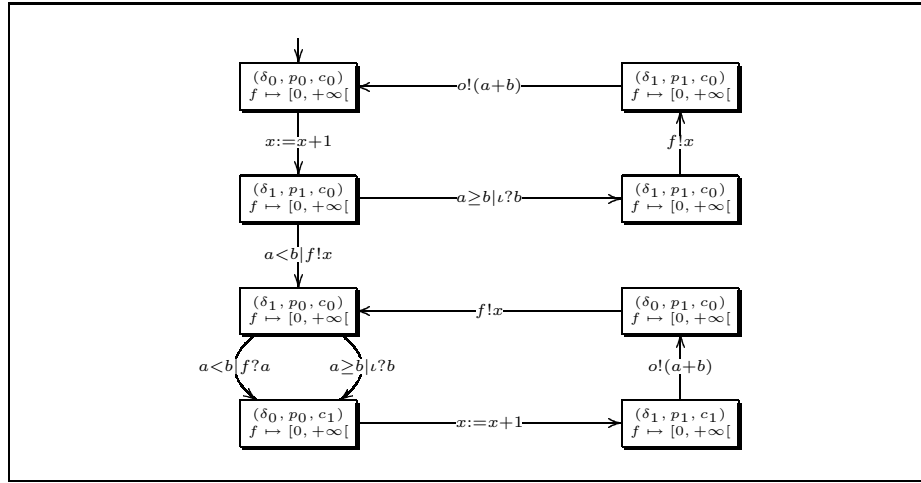 (δ₀, p₀, c₀)
f ↦ [0, +∞[
o!(a+b)
(δ₁, p₁, c₀)
f ↦ [0, +∞[
x:=x+1
f!x
(δ₁, p₁, c₀)
f ↦ [0, +∞[
a≥b|ι?b
(δ₁, p₁, c₀)
f ↦ [0, +∞[
a<b|f!x
(δ₁, p₀, c₀)
f ↦ [0, +∞[
f!x
(δ₀, p₁, c₀)
f ↦ [0, +∞[
a<b|f?a
a≥b|ι?b
o!(a+b)
(δ₀, p₀, c₁)
f ↦ [0, +∞[
x:=x+1
(δ₁, p₁, c₁)
f ↦ [0, +∞[